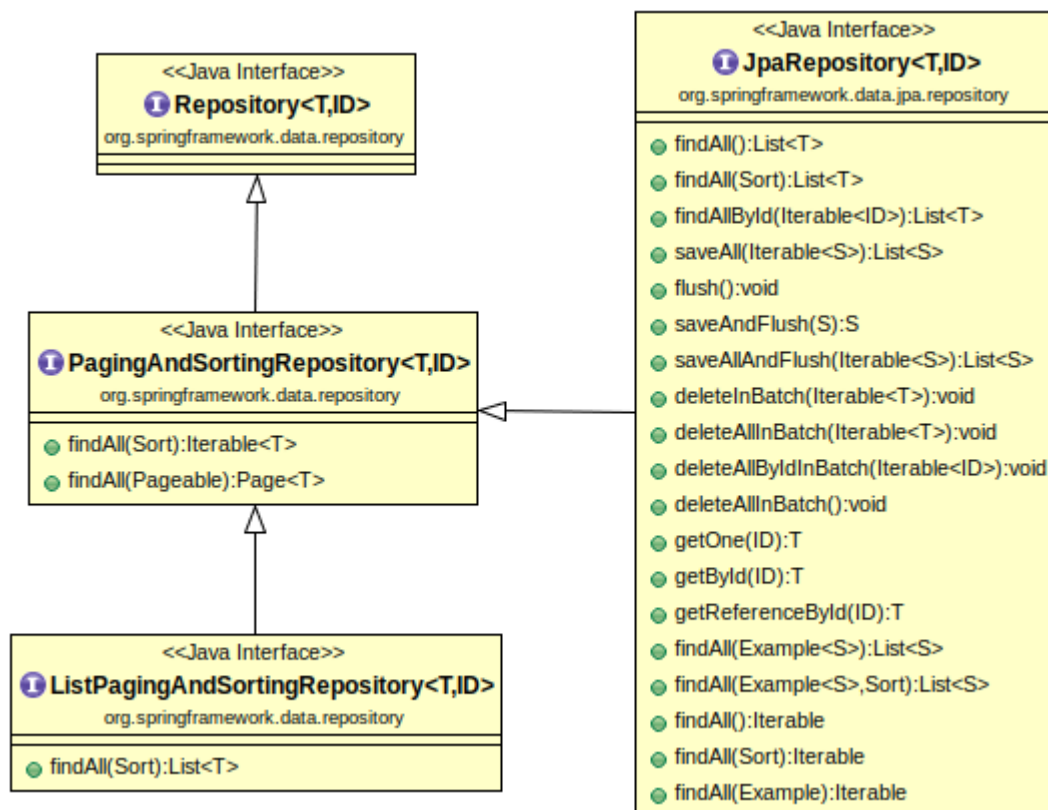 <<Java Interface>>
Repository<T,ID>
org.springframework.data.repository
<<Java Interface>>
PagingAndSortingRepository<T,ID>
org.springframework.data.repository
findAll(Sort):Iterable<T>
findAll(Pageable):Page<T>
<<Java Interface>>
ListPagingAndSortingRepository<T,ID>
org.springframework.data.repository
findAll(Sort):List<T>
<<Java Interface>>
JpaRepository<T,ID>
org.springframework.data.jpa.repository
findAll():List<T>
findAll(Sort):List<T>
findAllById(Iterable<ID>):List<T>
saveAll(Iterable<S>):List<S>
flush():void
saveAndFlush(S):S
saveAllAndFlush(Iterable<S>):List<S>
deleteInBatch(Iterable<T>):void
deleteAllInBatch(Iterable<T>):void
deleteAllByIdInBatch(Iterable<ID>):void
deleteAllInBatch():void
getOne(ID):T
getById(ID):T
getReferenceById(ID):T
findAll(Example<S>):List<S>
findAll(Example<S>,Sort):List<S>
findAll():Iterable
findAll(Sort):Iterable
findAll(Example):Iterable